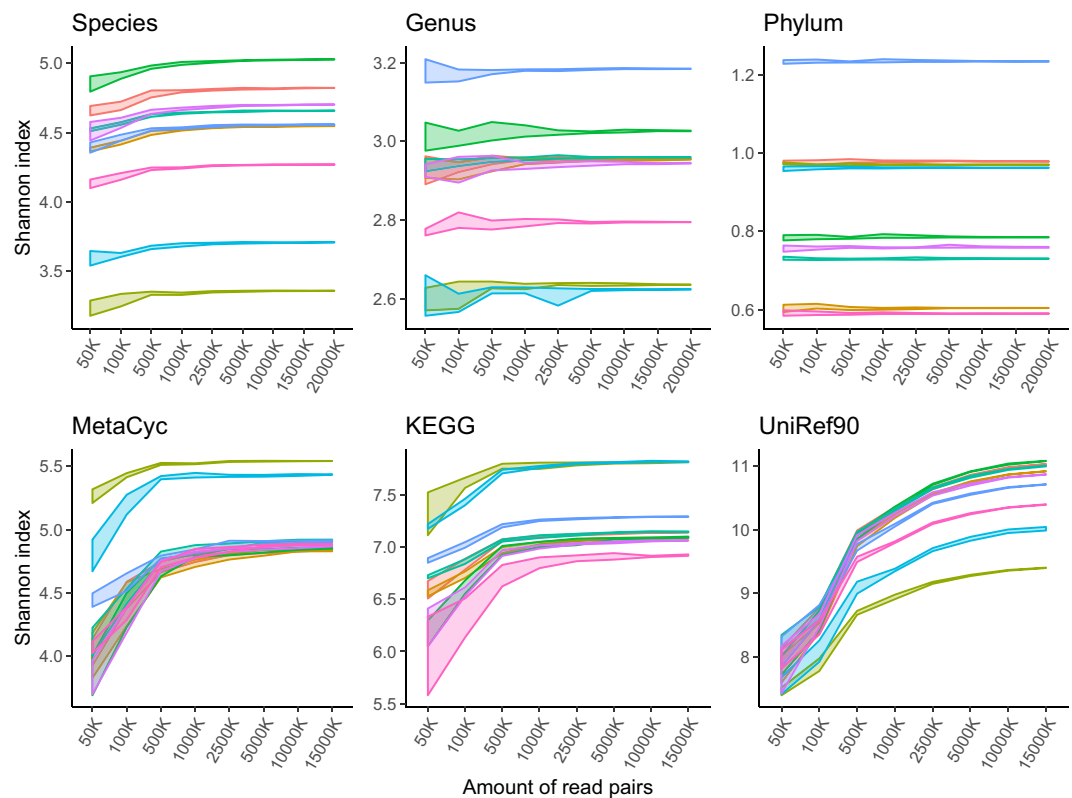 Species Genus Phylum
Shannon index
5.0
4.5
4.0
3.5
3.2
3.0
2.8
2.6
1.2
1.0
0.8
0.6
50K 100K 500K 1000K 2500K 5000K 10000K 15000K 20000K
50K 100K 500K 1000K 2500K 5000K 10000K 15000K 20000K
50K 100K 500K 1000K 2500K 5000K 10000K 15000K 20000K
MetaCyc KEGG UniRef90
Shannon index
5.5
5.0
4.5
4.0
7.5
7.0
6.5
6.0
5.5
11
10
9
8
50K 100K 500K 1000K 2500K 5000K 10000K 15000K
50K 100K 500K 1000K 2500K 5000K 10000K 15000K
50K 100K 500K 1000K 2500K 5000K 10000K 15000K
Amount of read pairs